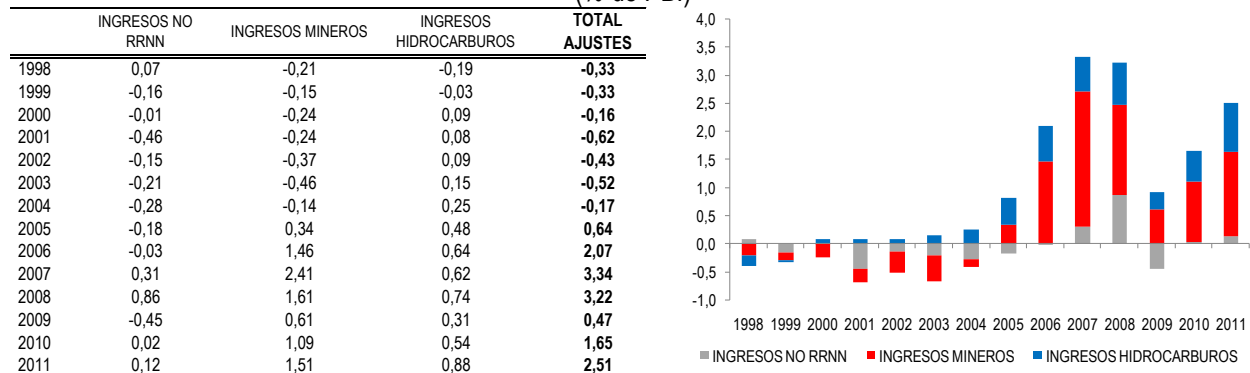 INGRESOS NO RRNN INGRESOS MINEROS INGRESOS HIDROCARBUROS TOTAL AJUSTES
1998 0,07 -0,21 -0,19 -0,33
1999 -0,16 -0,15 -0,03 -0,33
2000 -0,01 -0,24 0,09 -0,16
2001 -0,46 -0,24 0,08 -0,62
2002 -0,15 -0,37 0,09 -0,43
2003 -0,21 -0,46 0,15 -0,52
2004 -0,28 -0,14 0,25 -0,17
2005 -0,18 0,34 0,48 0,64
2006 -0,03 1,46 0,64 2,07
2007 0,31 2,41 0,62 3,34
2008 0,86 1,61 0,74 3,22
2009 -0,45 0,61 0,31 0,47
2010 0,02 1,09 0,54 1,65
2011 0,12 1,51 0,88 2,51
4,0
3,5
3,0
2,5
2,0
1,5
1,0
0,5
0,0
-0,5
-1,0
1998 1999 2000 2001 2002 2003 2004 2005 2006 2007 2008 2009 2010 2011
INGRESOS NO RRNN INGRESOS MINEROS INGRESOS HIDROCARBUROS